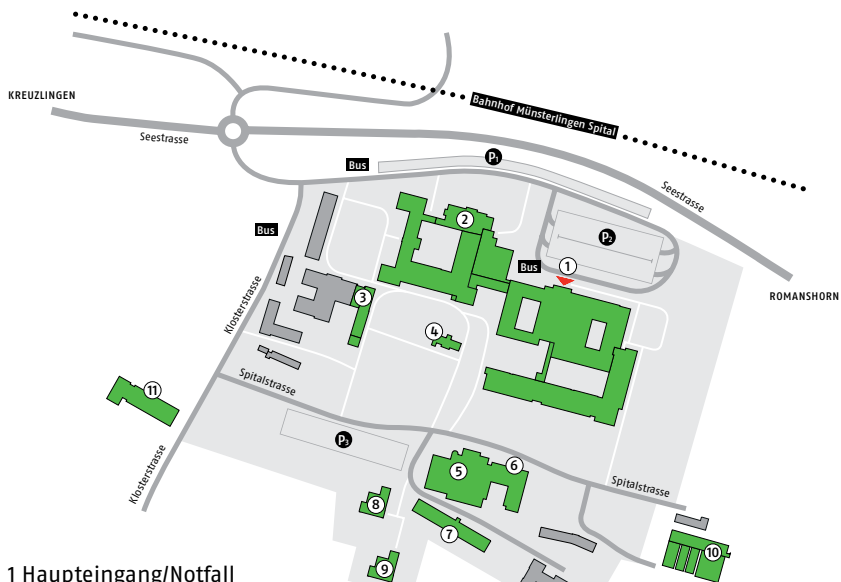 KREUZLINGEN
Bahnhof Münsterlingen Spital
Seestrasse
Bus
P1
Seestrasse
2
P2
Bus
Bus
1
ROMANSHORN
3
Klosterstrasse
4
Spitalstrasse
11
P3
Klosterstrasse
5
6
Spitalstrasse
8
7
10
9
1 Haupteingang/Notfall